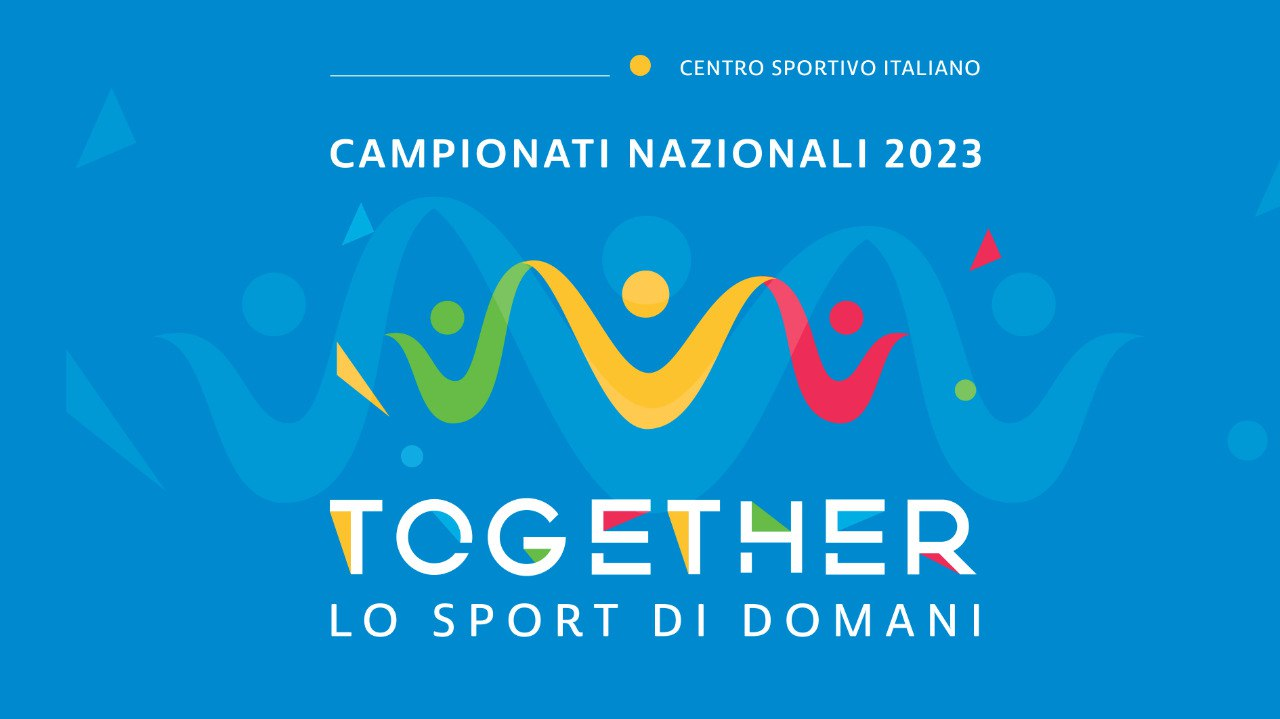 CENTRO SPORTIVO ITALIANO
CAMPIONATI NAZIONALI 2023
TOGETHER
LO SPORT DI DOMANI